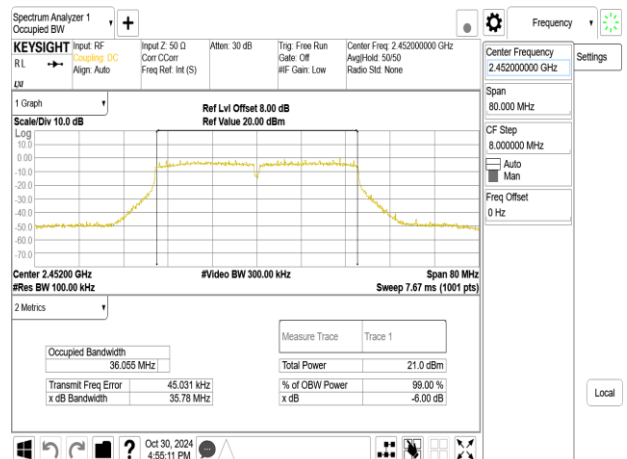 Spectrum Analyzer 1
Occupied BW
Frequency
KEYSIGHT
Input: RF
Input Z: 50 Ω
Atten: 30 dB
Trig: Free Run
Center Freq: 2.452000000 GHz
RL
Coupling: DC
Corr CCorr
Gate: Off
Avg|Hold: 50/50
Align: Auto
Freq Ref: Int (S)
#IF Gain: Low
Radio Std: None
LXI
Center Frequency
2.452000000 GHz
Settings
Span
80.000 MHz
CF Step
8.000000 MHz
Auto
Man
Freq Offset
0 Hz
Local
1 Graph
Ref Lvl Offset 8.00 dB
Scale/Div 10.0 dB
Ref Value 20.00 dBm
Log
10.0
0.00
-10.0
-20.0
-30.0
-40.0
-50.0
-60.0
-70.0
Center 2.45200 GHz
#Video BW 300.00 kHz
Span 80 MHz
#Res BW 100.00 kHz
Sweep 7.67 ms (1001 pts)
2 Metrics
Measure Trace
Trace 1
Occupied Bandwidth
36.055 MHz
Total Power
21.0 dBm
Transmit Freq Error
45.031 kHz
% of OBW Power
99.00 %
x dB Bandwidth
35.78 MHz
x dB
-6.00 dB
?
Oct 30, 2024
4:55:11 PM